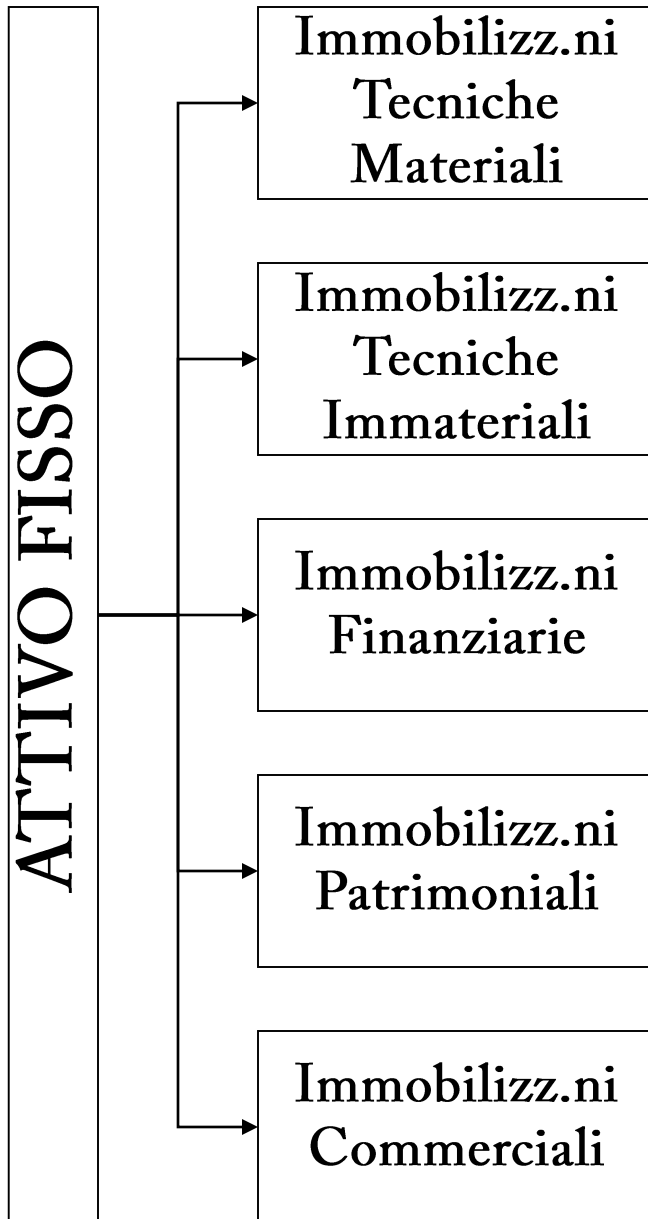 ATTIVO FISSO
Immobilizz.ni
Tecniche
Materiali
Immobilizz.ni
Tecniche
Immateriali
Immobilizz.ni
Finanziarie
Immobilizz.ni
Patrimoniali
Immobilizz.ni
Commerciali